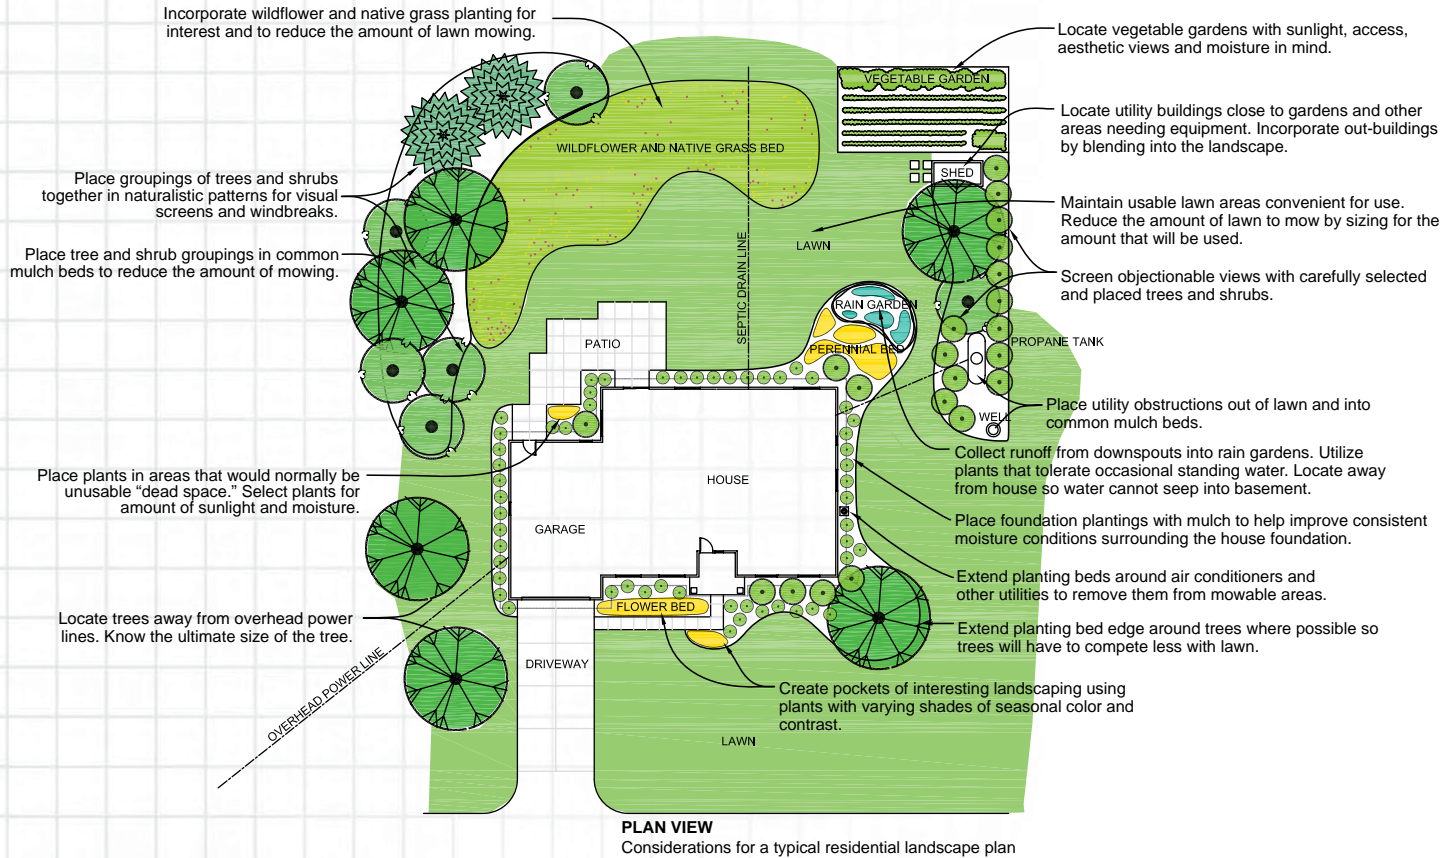 Incorporate wildflower and native grass planting for
interest and to reduce the amount of lawn mowing.
Locate vegetable gardens with sunlight, access,
aesthetic views and moisture in mind.
VEGETABLE GARDEN
Locate utility buildings close to gardens and other
areas needing equipment. Incorporate out-buildings
by blending into the landscape.
WILDFLOWER AND NATIVE GRASS BED
SHED
Place groupings of trees and shrubs
together in naturalistic patterns for visual
screens and windbreaks.
Maintain usable lawn areas convenient for use.
Reduce the amount of lawn to mow by sizing for the
amount that will be used.
LAWN
Place tree and shrub groupings in common
mulch beds to reduce the amount of mowing.
Screen objectionable views with carefully selected
and placed trees and shrubs.
SEPTIC DRAIN LINE
RAIN GARDEN
PATIO
PERENNIAL BED
PROPANE TANK
WELL
Place utility obstructions out of lawn and into
common mulch beds.
Collect runoff from downspouts into rain gardens. Utilize
plants that tolerate occasional standing water. Locate away
from house so water cannot seep into basement.
Place plants in areas that would normally be
unusable “dead space.” Select plants for
amount of sunlight and moisture.
HOUSE
GARAGE
Place foundation plantings with mulch to help improve consistent
moisture conditions surrounding the house foundation.
Extend planting beds around air conditioners and
other utilities to remove them from mowable areas.
FLOWER BED
Locate trees away from overhead power
lines. Know the ultimate size of the tree.
Extend planting bed edge around trees where possible so
trees will have to compete less with lawn.
DRIVEWAY
OVERHEAD POWER LINE
Create pockets of interesting landscaping using
plants with varying shades of seasonal color and
contrast.
LAWN
PLAN VIEW
Considerations for a typical residential landscape plan